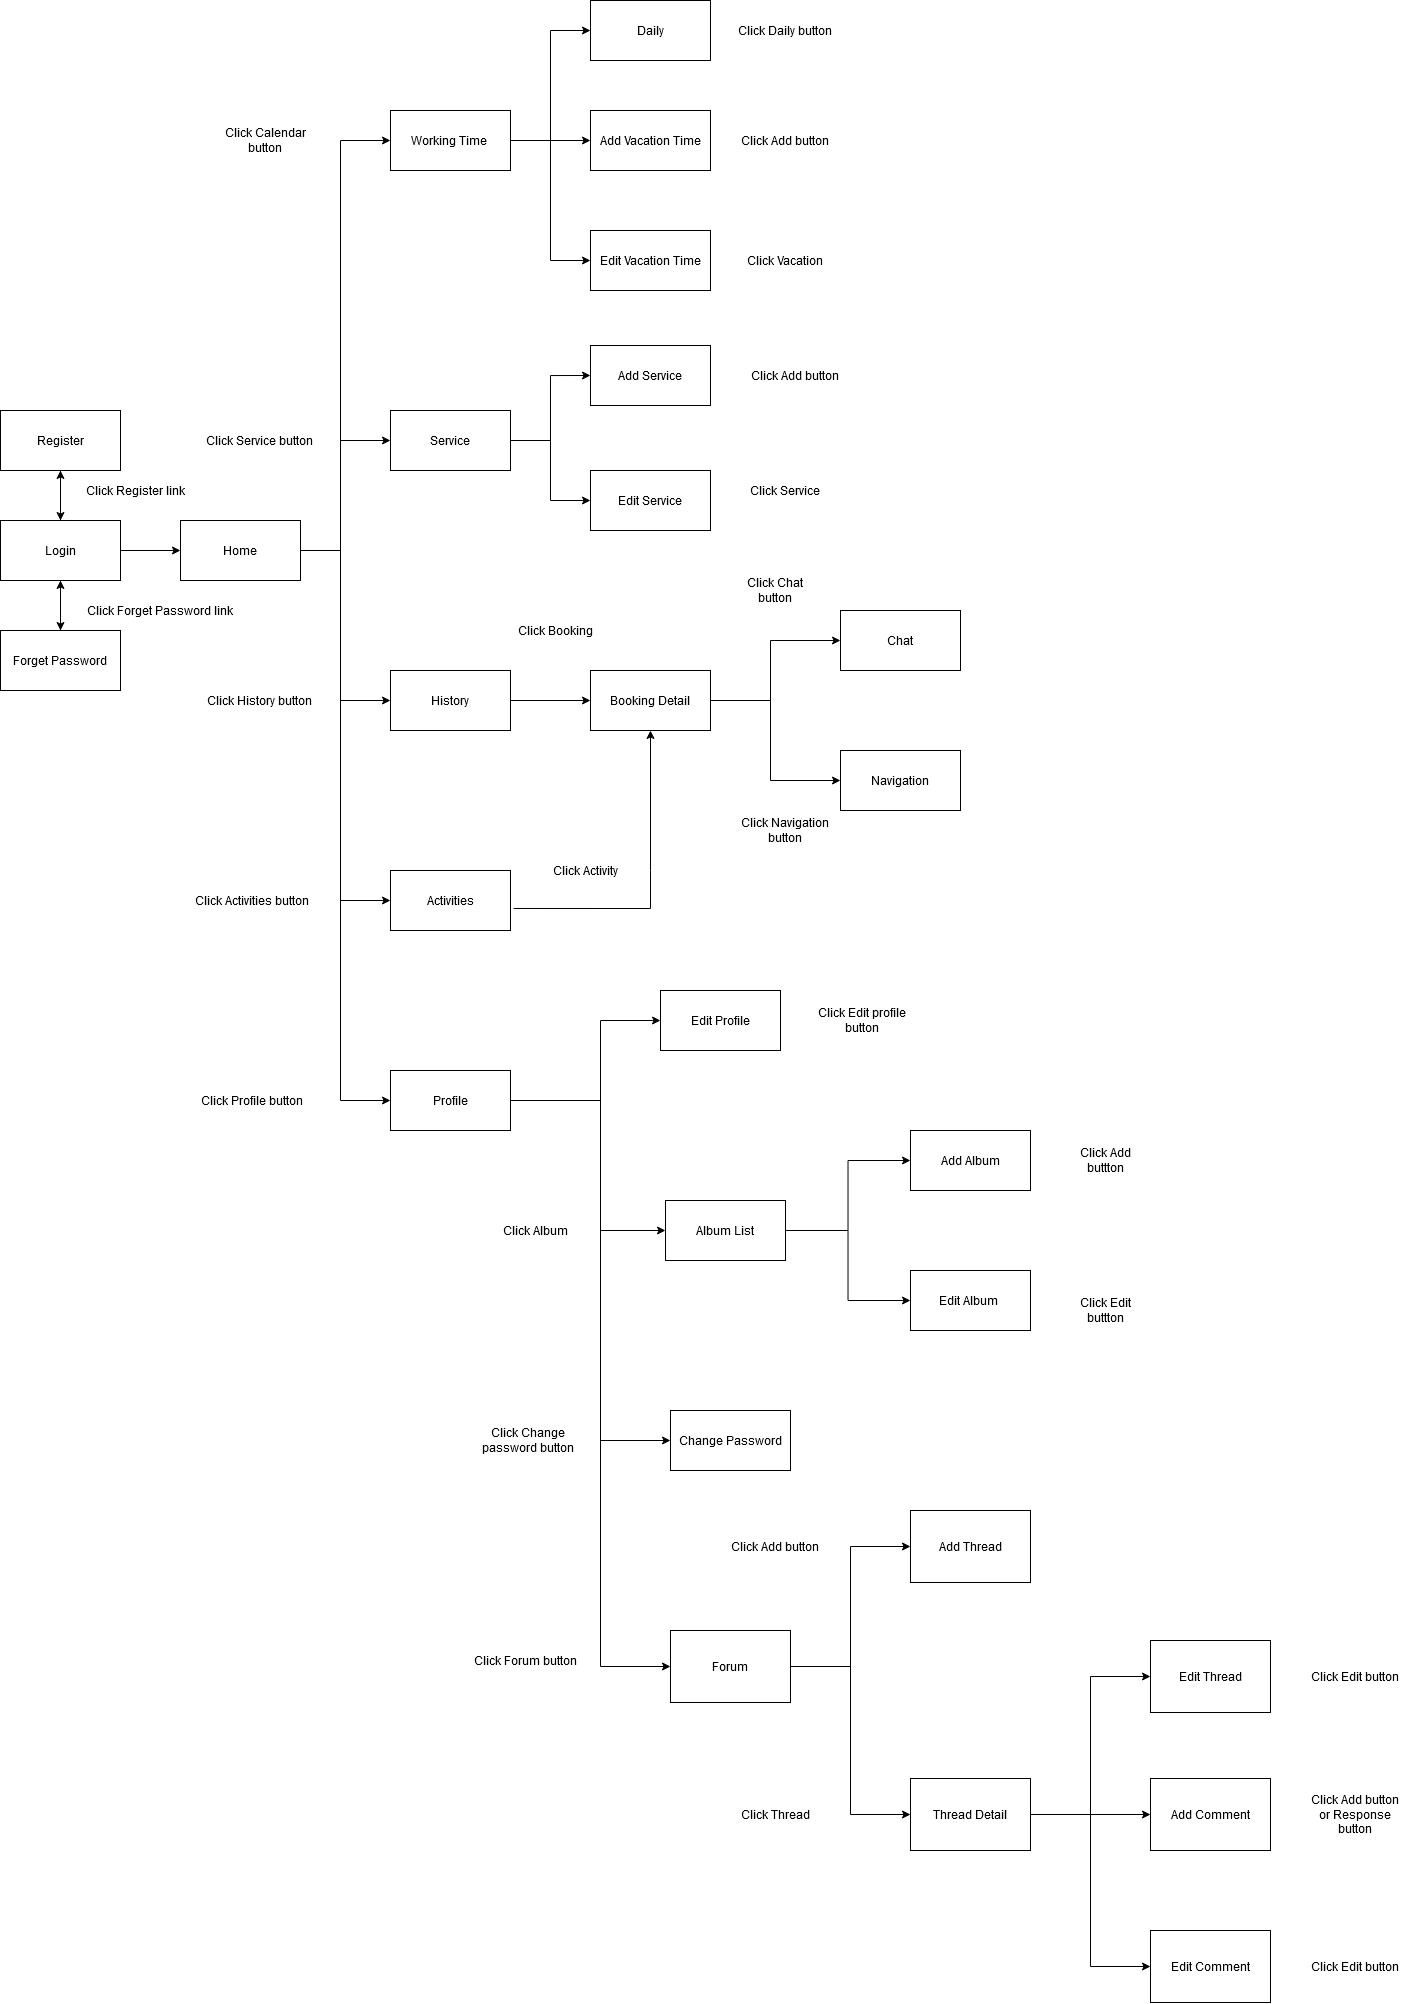 Daily
Click Daily button
Click Calendar
button
Working Time
Add Vacation Time
Click Add button
Edit Vacation Time
Click Vacation
Add Service
Click Add button
Register
Click Service button
Service
Click Register link
Edit Service
Click Service
Login
Home
Click Forget Password link
Forget Password
Click Chat
button
Click Booking
Chat
Click History button
History
Booking Detail
Navigation
Click Navigation
button
Click Activity
Click Activities button
Activities
Edit Profile
Click Edit profile
button
Click Profile button
Profile
Add Album
Click Add
buttton
Click Album
Album List
Edit Album
Click Edit
buttton
Click Change
password button
Change Password
Click Add button
Add Thread
Click Forum button
Forum
Edit Thread
Click Edit button
Click Thread
Thread Detail
Add Comment
Click Add button
or Response
button
Edit Comment
Click Edit button